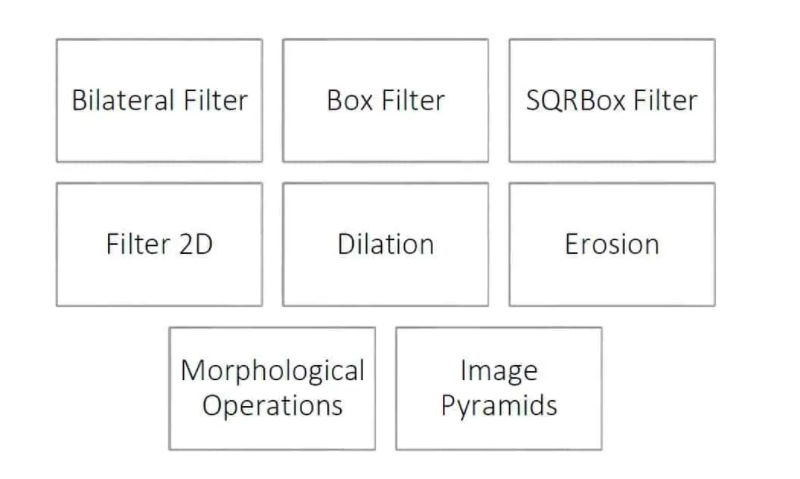 Bilateral Filter
Box Filter
SQRBox Filter
Filter 2D
Dilation
Erosion
Morphological
Operations
Image
Pyramids